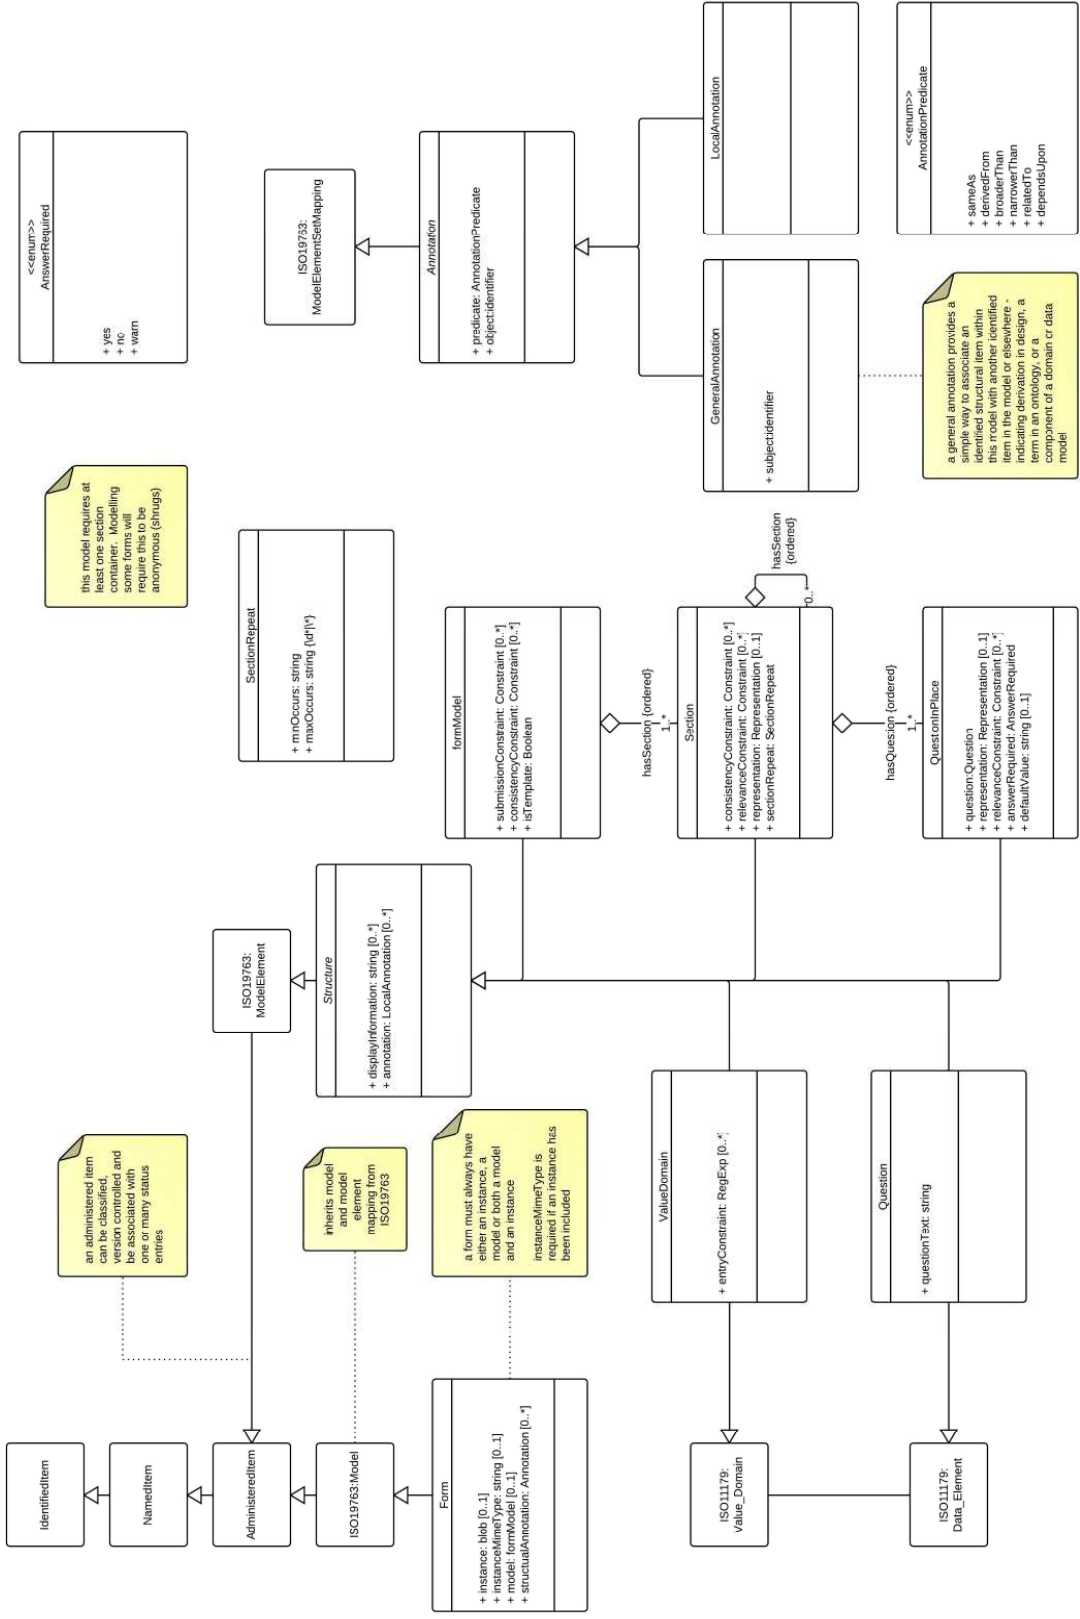 IdentifiedItem
NamedItem
AdministeredItem
ISO19763:Model
Form
+ instance: blob [0..1]
+ instanceMimeType: string [0..1]
+ model: formModel [0..1]
+ structualAnnotation: Annotation [0..*]
ISO11179:
Value_Domain
ISO11179:
Data_Element
an administered item
can be classified,
version controlled and
be associated with
one or many status
entries
inherits model
and model
element
mapping from
ISO19763
a form must always have
either an instance, a
model or both a model
and an instance
instanceMimeType is
required if an instance has
been included
ValueDomain
+ entryConstraint: RegExp [0..*]
Question
+ questionText: string
ISO19763:
ModelElement
Structure
+ displayInformation: string [0..*]
+ annotation: LocalAnnotation [0..*]
this model requires at
least one section
container. Modelling
some forms will
require this to be
anonymous (shrugs)
SectionRepeat
+ minOccurs: string
+ maxOccurs: string {\d*|\*}
formModel
+ submissionConstraint: Constraint [0..*]
+ consistencyConstraint: Constraint [0..*]
+ isTemplate: Boolean
hasSection {ordered}
1..*
Section
+ consistencyConstraint: Constraint [0..*]
+ relevanceConstraint: Constraint [0..*]
+ representation: Representation [0..1]
+ sectionRepeat: SectionRepeat
hasSection
{ordered}
0..*
hasQuestion {ordered}
1..*
QuestionInPlace
+ question:Question
+ representation: Representation [0..1]
+ relevanceConstraint: Constraint [0..*]
+ answerRequired: AnswerRequired
+ defaultValue: string [0..1]
<<enum>>
AnswerRequired
+ yes
+ no
+ warn
ISO19763:
ModelElementSetMapping
Annotation
+ predicate: AnnotationPredicate
+ object:identifier
GeneralAnnotation
+ subject:identifier
LocalAnnotation
a general annotation provides a
simple way to associate an
identified structural item within
this model with another identified
item in the model or elsewhere -
indicating derivation in design, a
term in an ontology, or a
component of a domain or data
model
<<enum>>
AnnotationPredicate
+ sameAs
+ derivedFrom
+ broaderThan
+ narrowerThan
+ relatedTo
+ dependsUpon